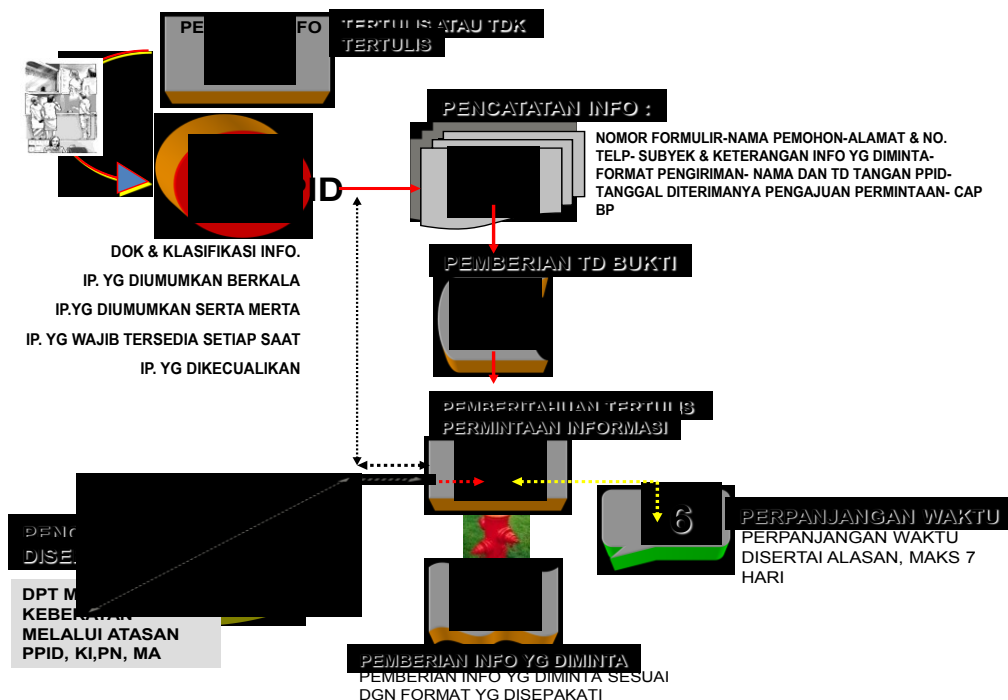 TERTULIS ATAU TDK
TERTULIS
PENCATATAN INFO :
NOMOR FORMULIR-NAMA PEMOHON-ALAMAT & NO.
TELP- SUBYEK & KETERANGAN INFO YG DIMINTA-
FORMAT PENGIRIMAN- NAMA DAN TD TANGAN PPID-
TANGGAL DITERIMANYA PENGAJUAN PERMINTAAN- CAP
BP
DOK & KLASIFIKASI INFO.
IP. YG DIUMUMKAN BERKALA
IP.YG DIUMUMKAN SERTA MERTA
IP. YG WAJIB TERSEDIA SETIAP SAAT
IP. YG DIKECUALIKAN
PEMBERIAN TD BUKTI
PEMBERITAHUAN TERTULIS
PERMINTAAN INFORMASI
6
PERPANJANGAN WAKTU
PERPANJANGAN WAKTU
DISERTAI ALASAN, MAKS 7
HARI
DPT
KEBERATAN
MELALUI ATASAN
PPID, KI,PN, MA
PEMBERIAN INFO YG DIMINTA
PEMBERIAN INFO YG DIMINTA SESUAI
DGN FORMAT YG DISEPAKATI